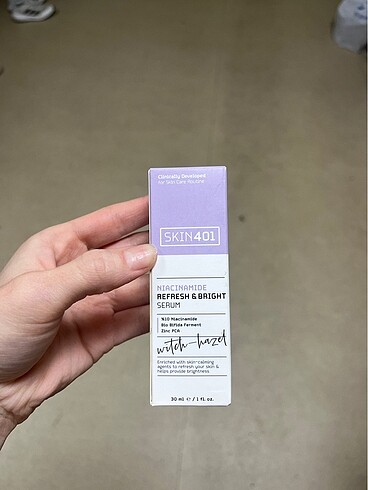 Clinically Developed
For Skin Care Routine
SKIN401
NIACINAMIDE
REFRESH & BRIGHT
SERUM
%10 Niacinamide
Bio Bifida Ferment
Zinc PCA
witch-hazel
Enriched with skin-calming
agents to refresh your skin &
helps provide brightness
30 ml ℮ / 1 fl. oz.